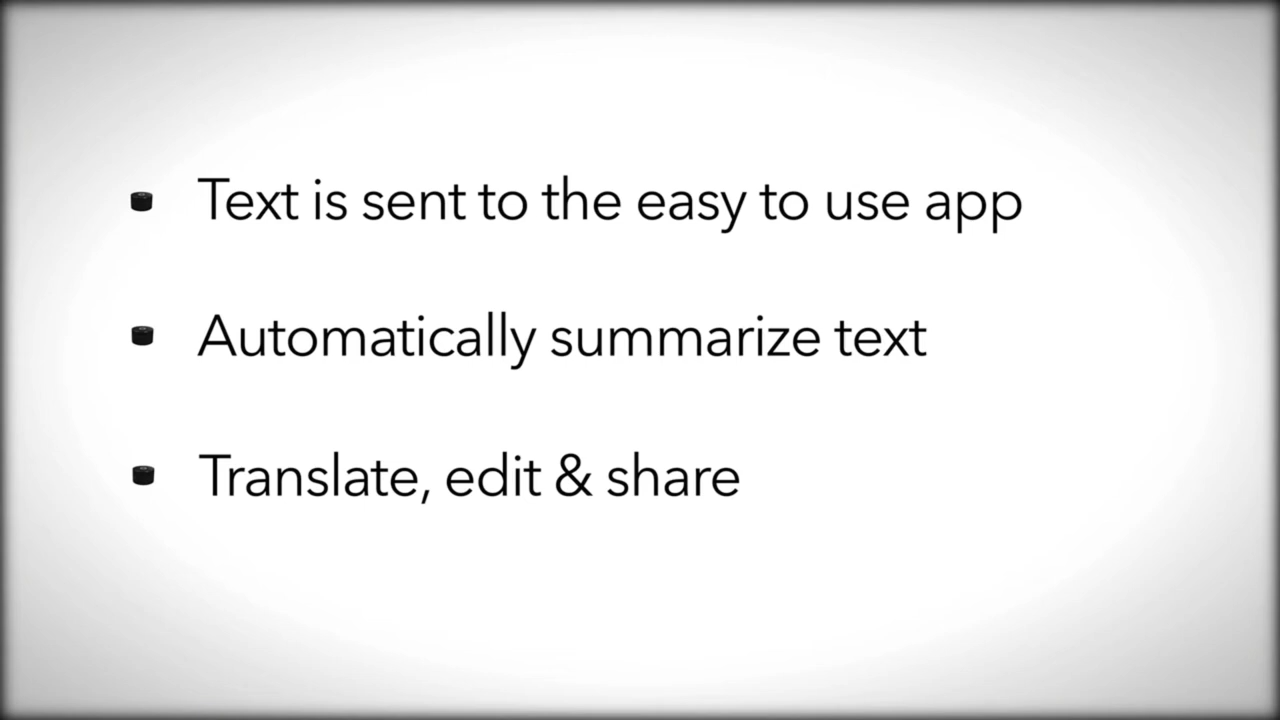 Text is sent to the easy to use app
Automatically summarize text
Translate, edit & share